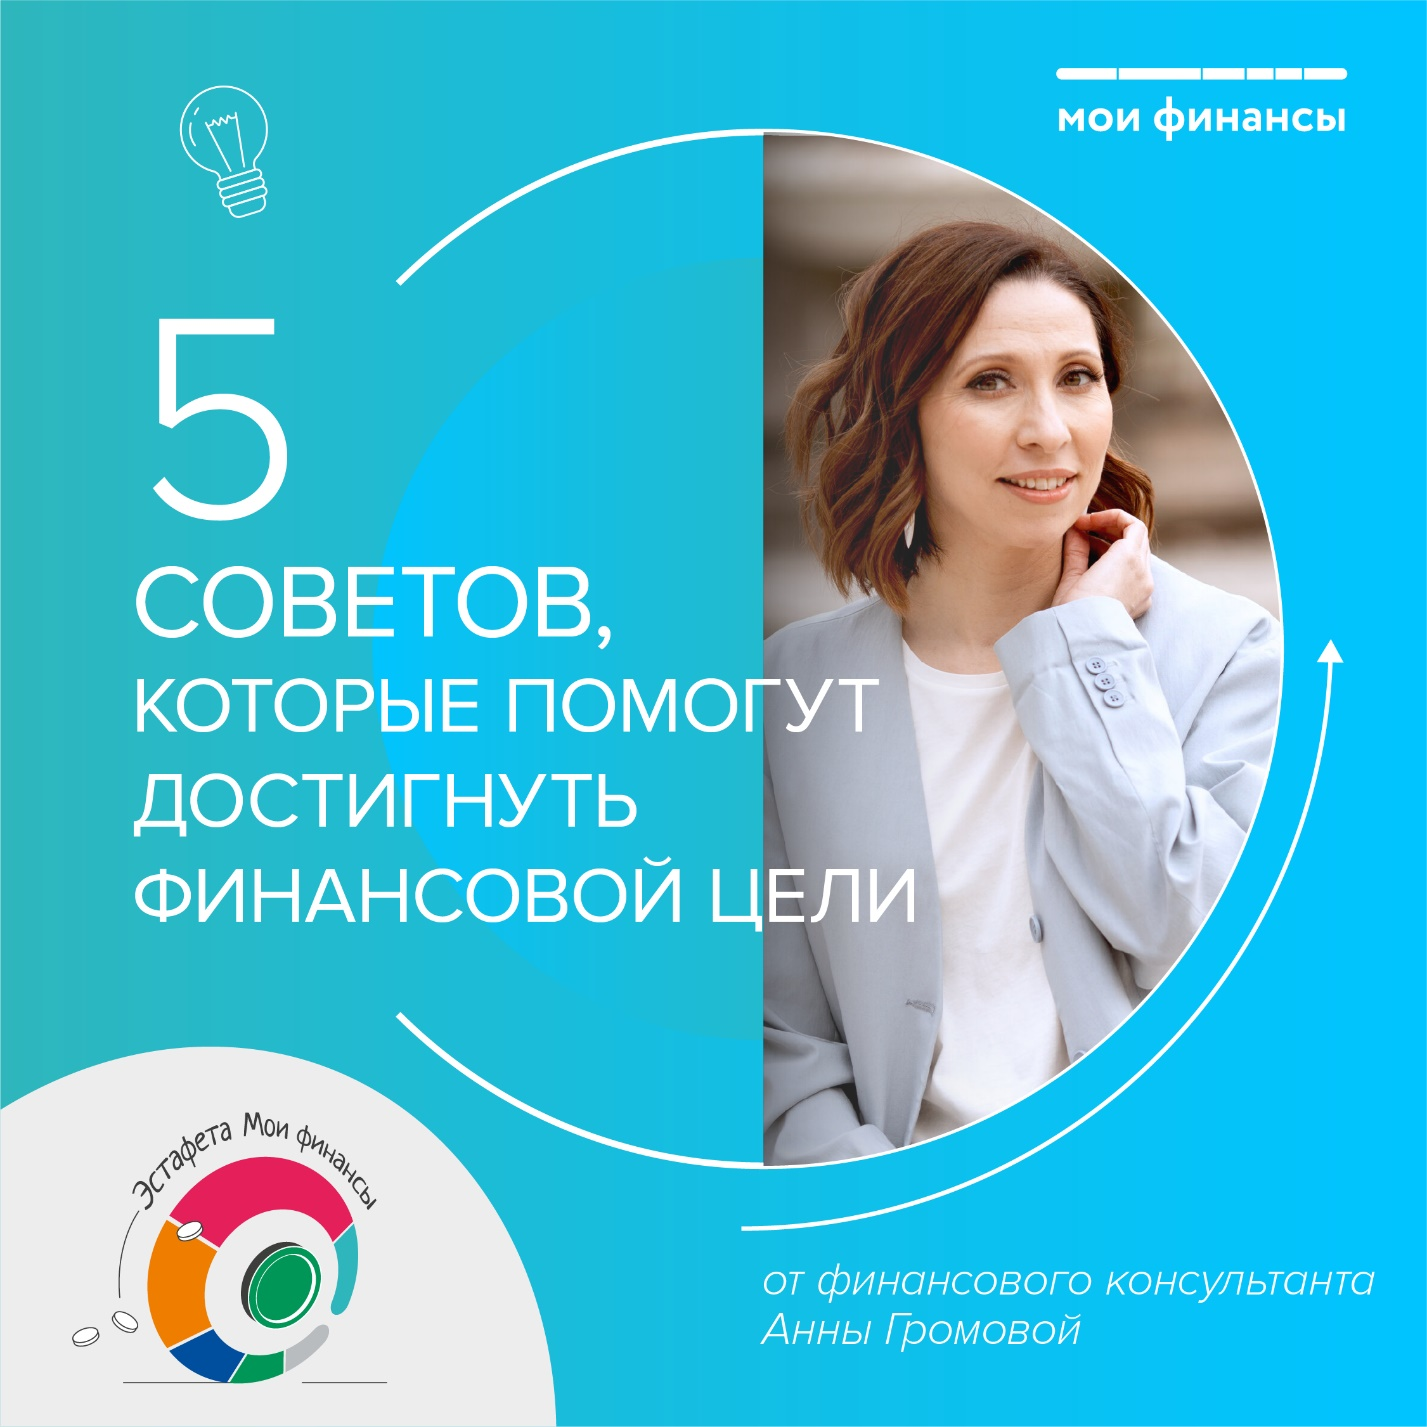 мои финансы
5
СОВЕТОВ,
КОТОРЫЕ ПОМОГУТ
ДОСТИГНУТЬ
ФИНАНСОВОЙ ЦЕЛИ
Эстафета Мои финансы
от финансового консультанта
Анны Громовой